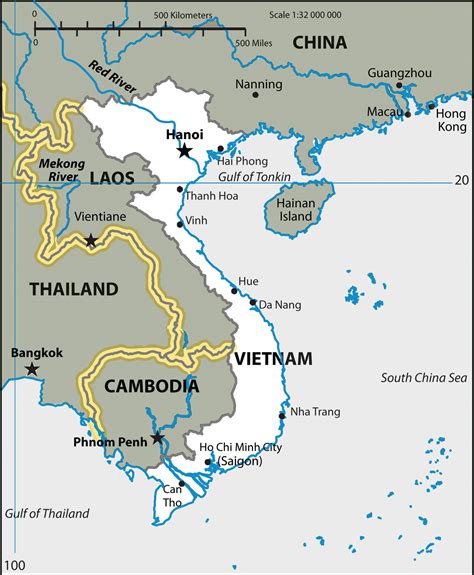 0
500 Kilometers
Scale 1:32 000 000
0
500 Miles
CHINA
Red River
Nanning
Guangzhou
Macau
Hong
Kong
Hanoi
Hai Phong
Mekong
River
LAOS
Gulf of Tonkin
20
Thanh Hoa
Hainan
Island
Vientiane
Vinh
THAILAND
Hue
Da Nang
Bangkok
VIETNAM
CAMBODIA
South China Sea
Nha Trang
Phnom Penh
Ho Chi Minh City
(Saigon)
Can
Tho
Gulf of Thailand
100